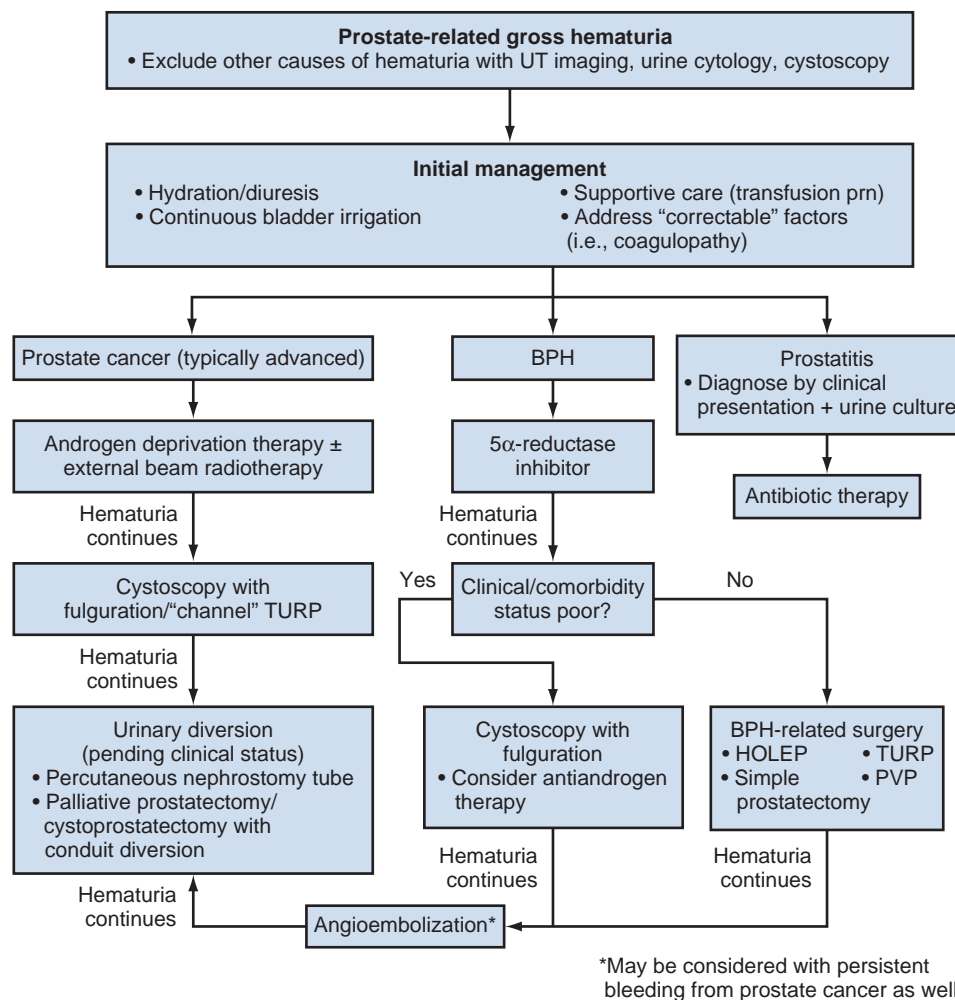 Prostate-related gross hematuria
• Exclude other causes of hematuria with UT imaging, urine cytology, cystoscopy
Initial management
• Hydration/diuresis
• Continuous bladder irrigation
• Supportive care (transfusion prn)
• Address “correctable” factors
(i.e., coagulopathy)
Prostate cancer (typically advanced)
BPH
Prostatitis
• Diagnose by clinical
presentation + urine culture
Androgen deprivation therapy ±
external beam radiotherapy
5α-reductase
inhibitor
Antibiotic therapy
Hematuria
continues
Hematuria
continues
Cystoscopy with
fulguration/“channel” TURP
Yes
Clinical/comorbidity
status poor?
No
Hematuria
continues
Urinary diversion
(pending clinical status)
• Percutaneous nephrostomy tube
• Palliative prostatectomy/
cystoprostatectomy with
conduit diversion
Cystoscopy with
fulguration
• Consider antiandrogen
therapy
BPH-related surgery
• HOLEP
• TURP
• Simple
prostatectomy
• PVP
Hematuria
continues
Hematuria
continues
Hematuria
continues
Angioembolization*
*May be considered with persistent
bleeding from prostate cancer as well